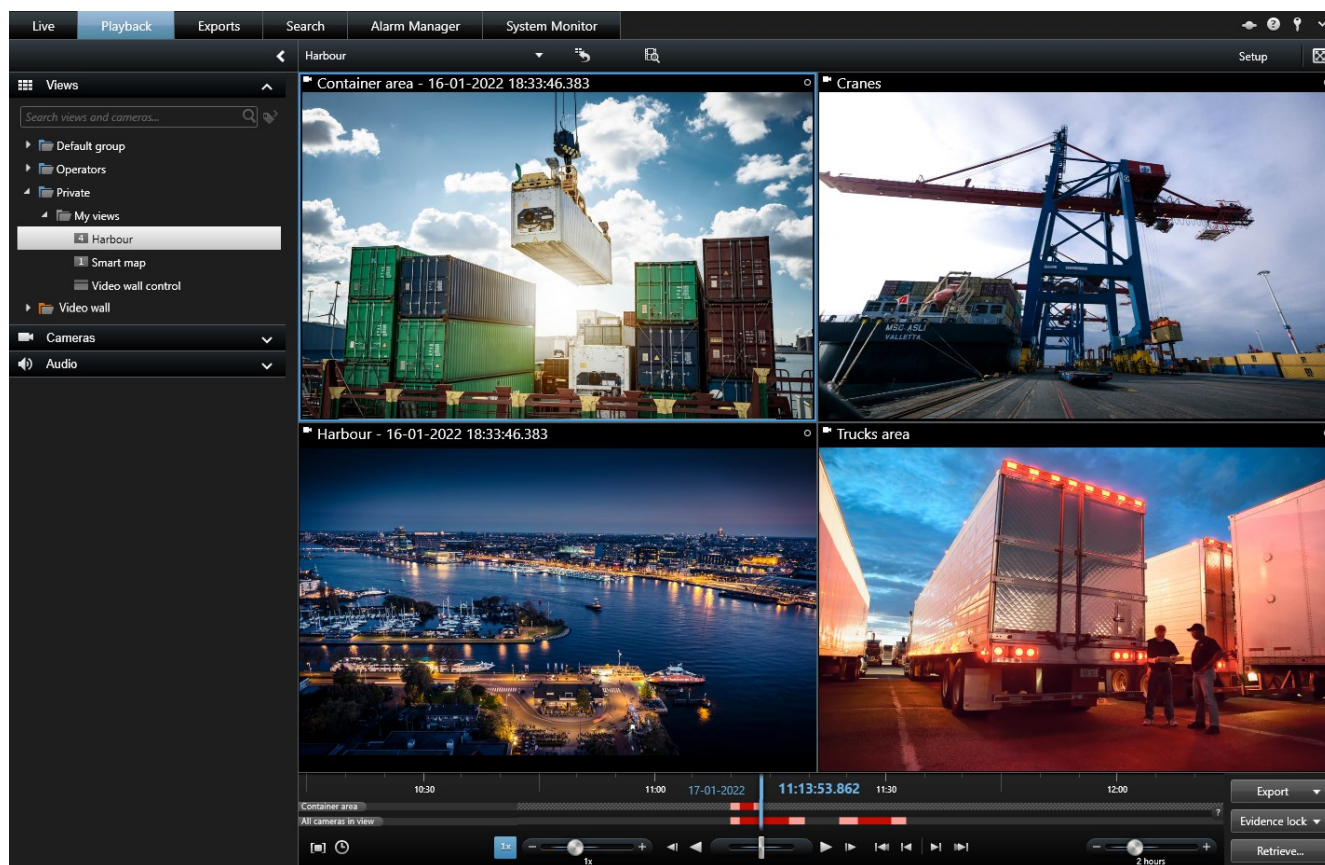 Live Playback Exports Search Alarm Manager System Monitor
Harbour Setup
Views
Search views and cameras...
Default group
Operators
Private
My views
4 Harbour
1 Smart map
Video wall control
Video wall
Cameras
Audio
Container area - 16-01-2022 18:33:46.383
Cranes
MSC ASLI
VALLETTA
Harbour - 16-01-2022 18:33:46.383
Trucks area
10:30 11:00 17-01-2022 11:13:53.862 11:30 12:00
Container area
All cameras in view
1x
1x
2 hours
Export
Evidence lock
Retrieve...